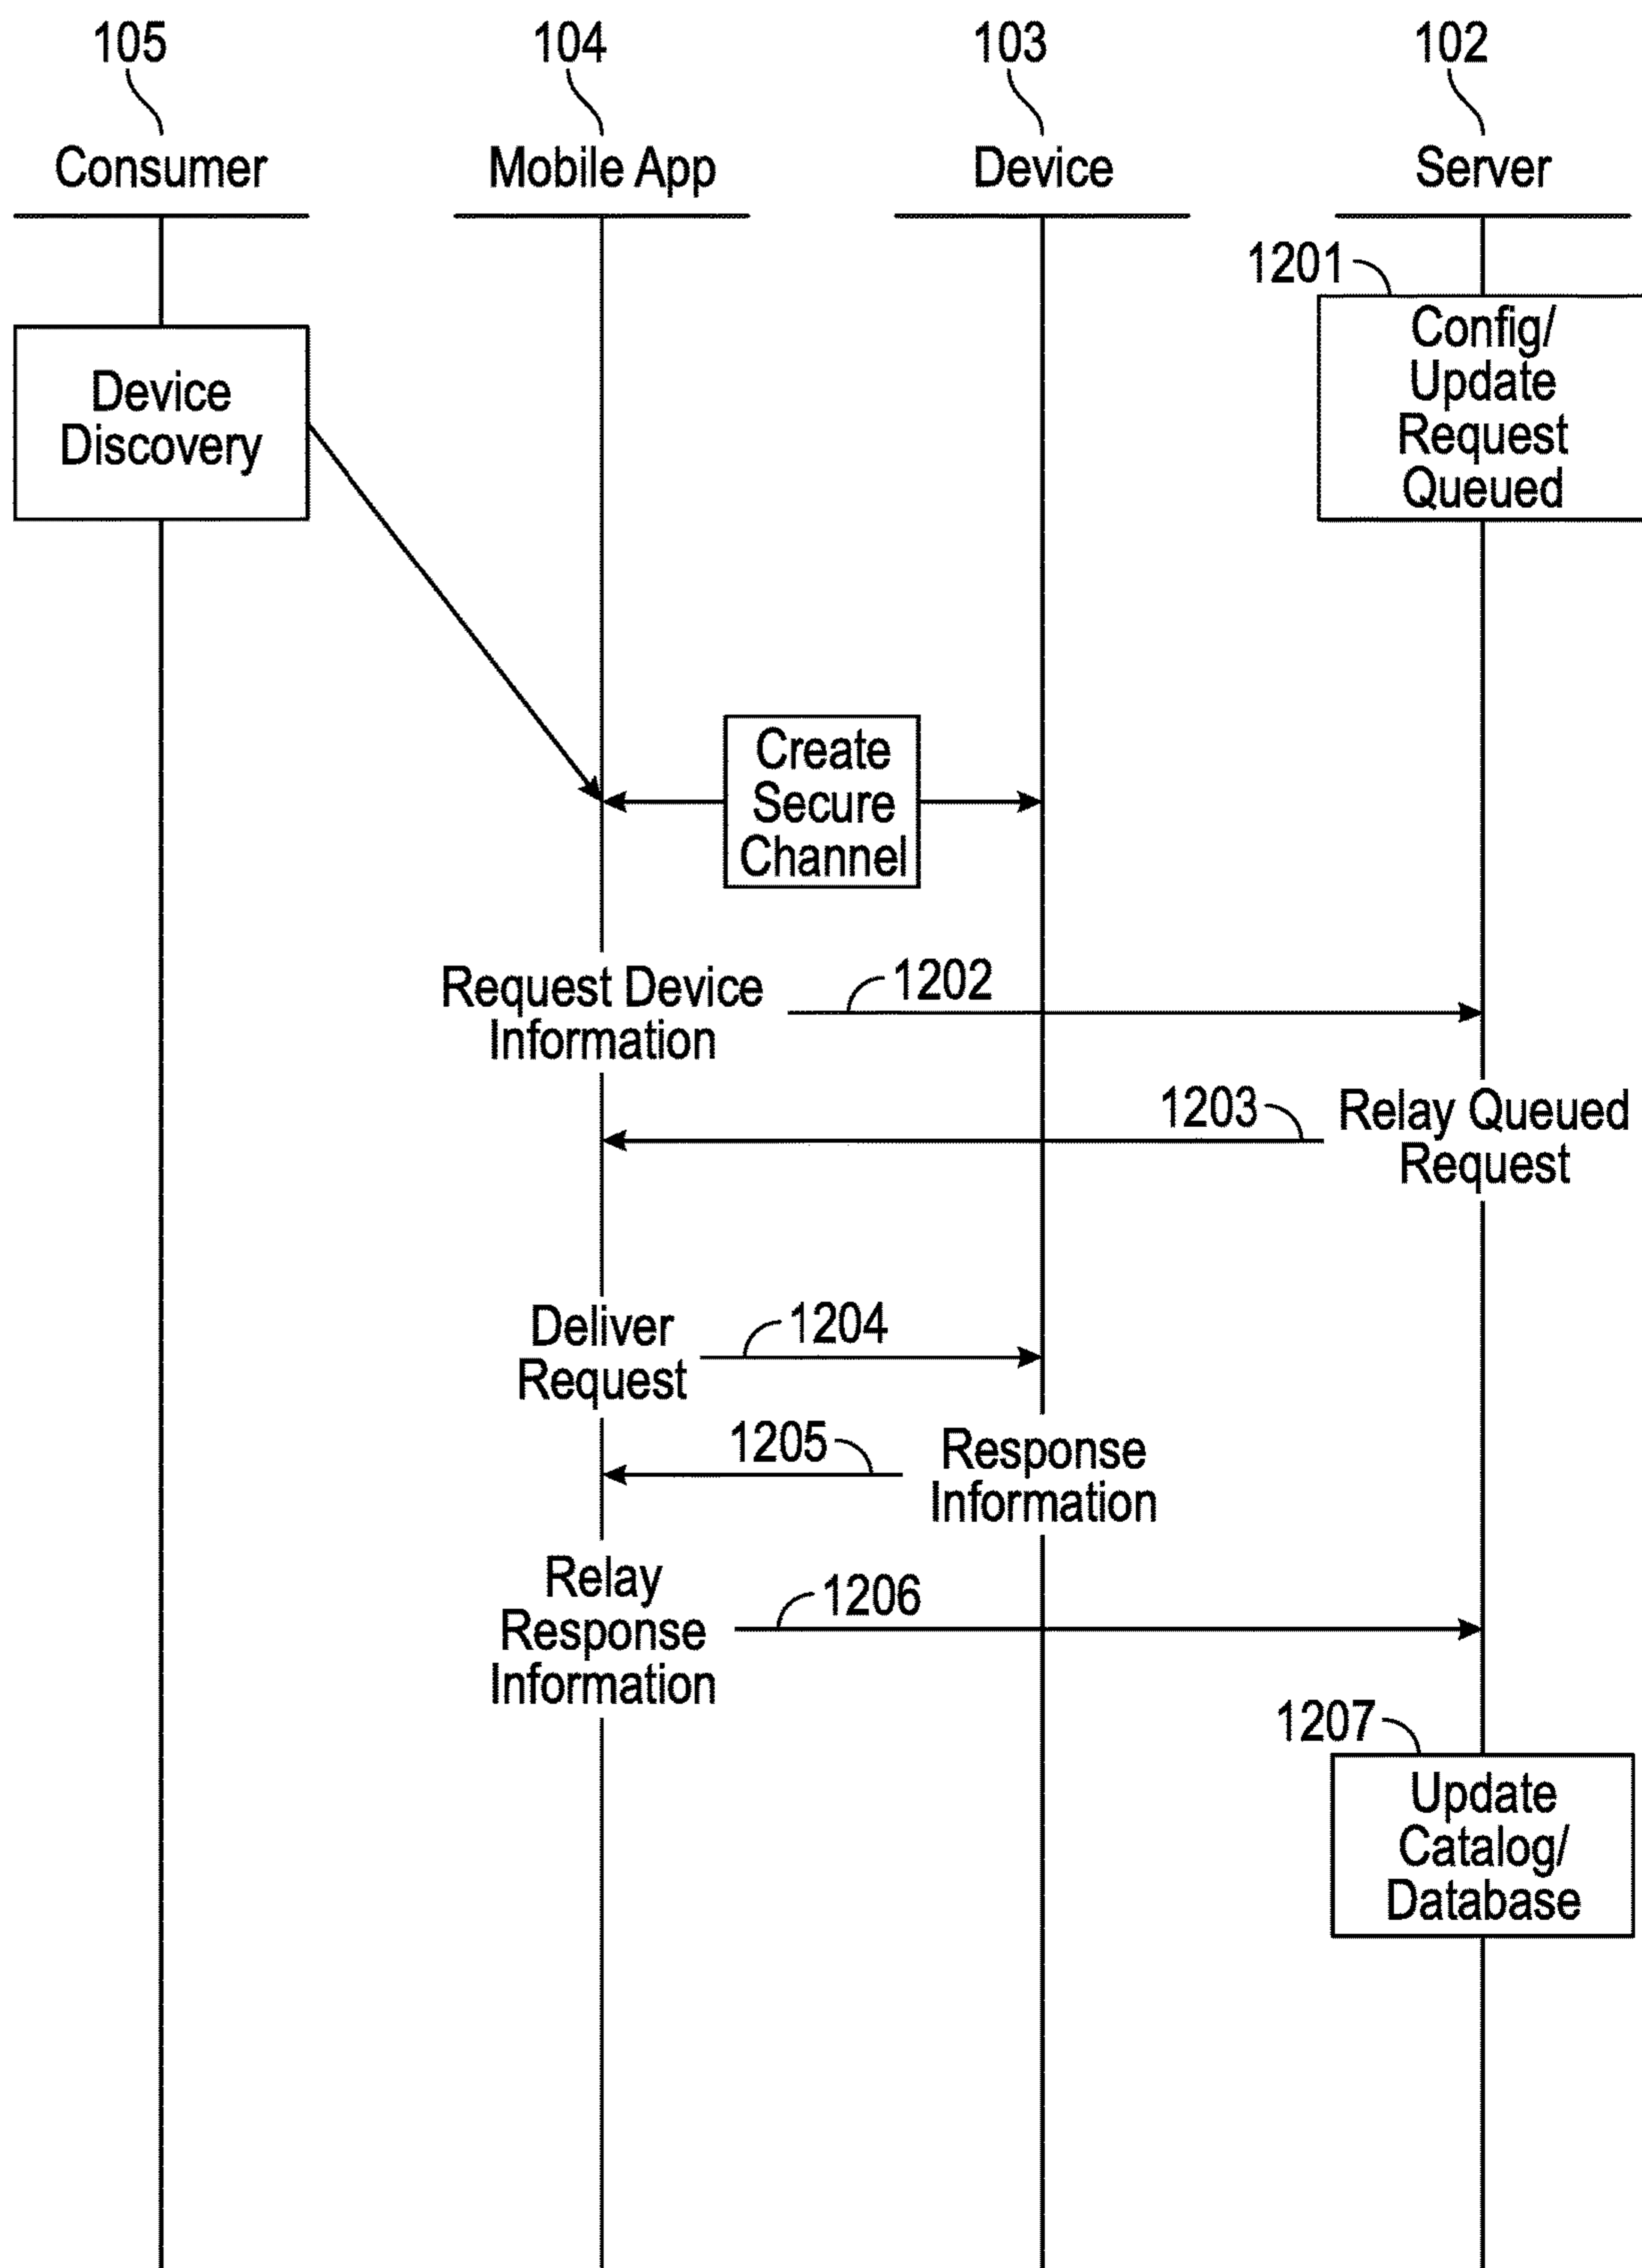 105
104
103
102
Consumer
Mobile App
Device
Server
1201
Config/
Update
Request
Queued
Device
Discovery
Create
Secure
Channel
Request Device
Information
1202
1203
Relay Queued
Request
Deliver
Request
1204
1205
Response
Information
Relay
Response
Information
1206
1207
Update
Catalog/
Database